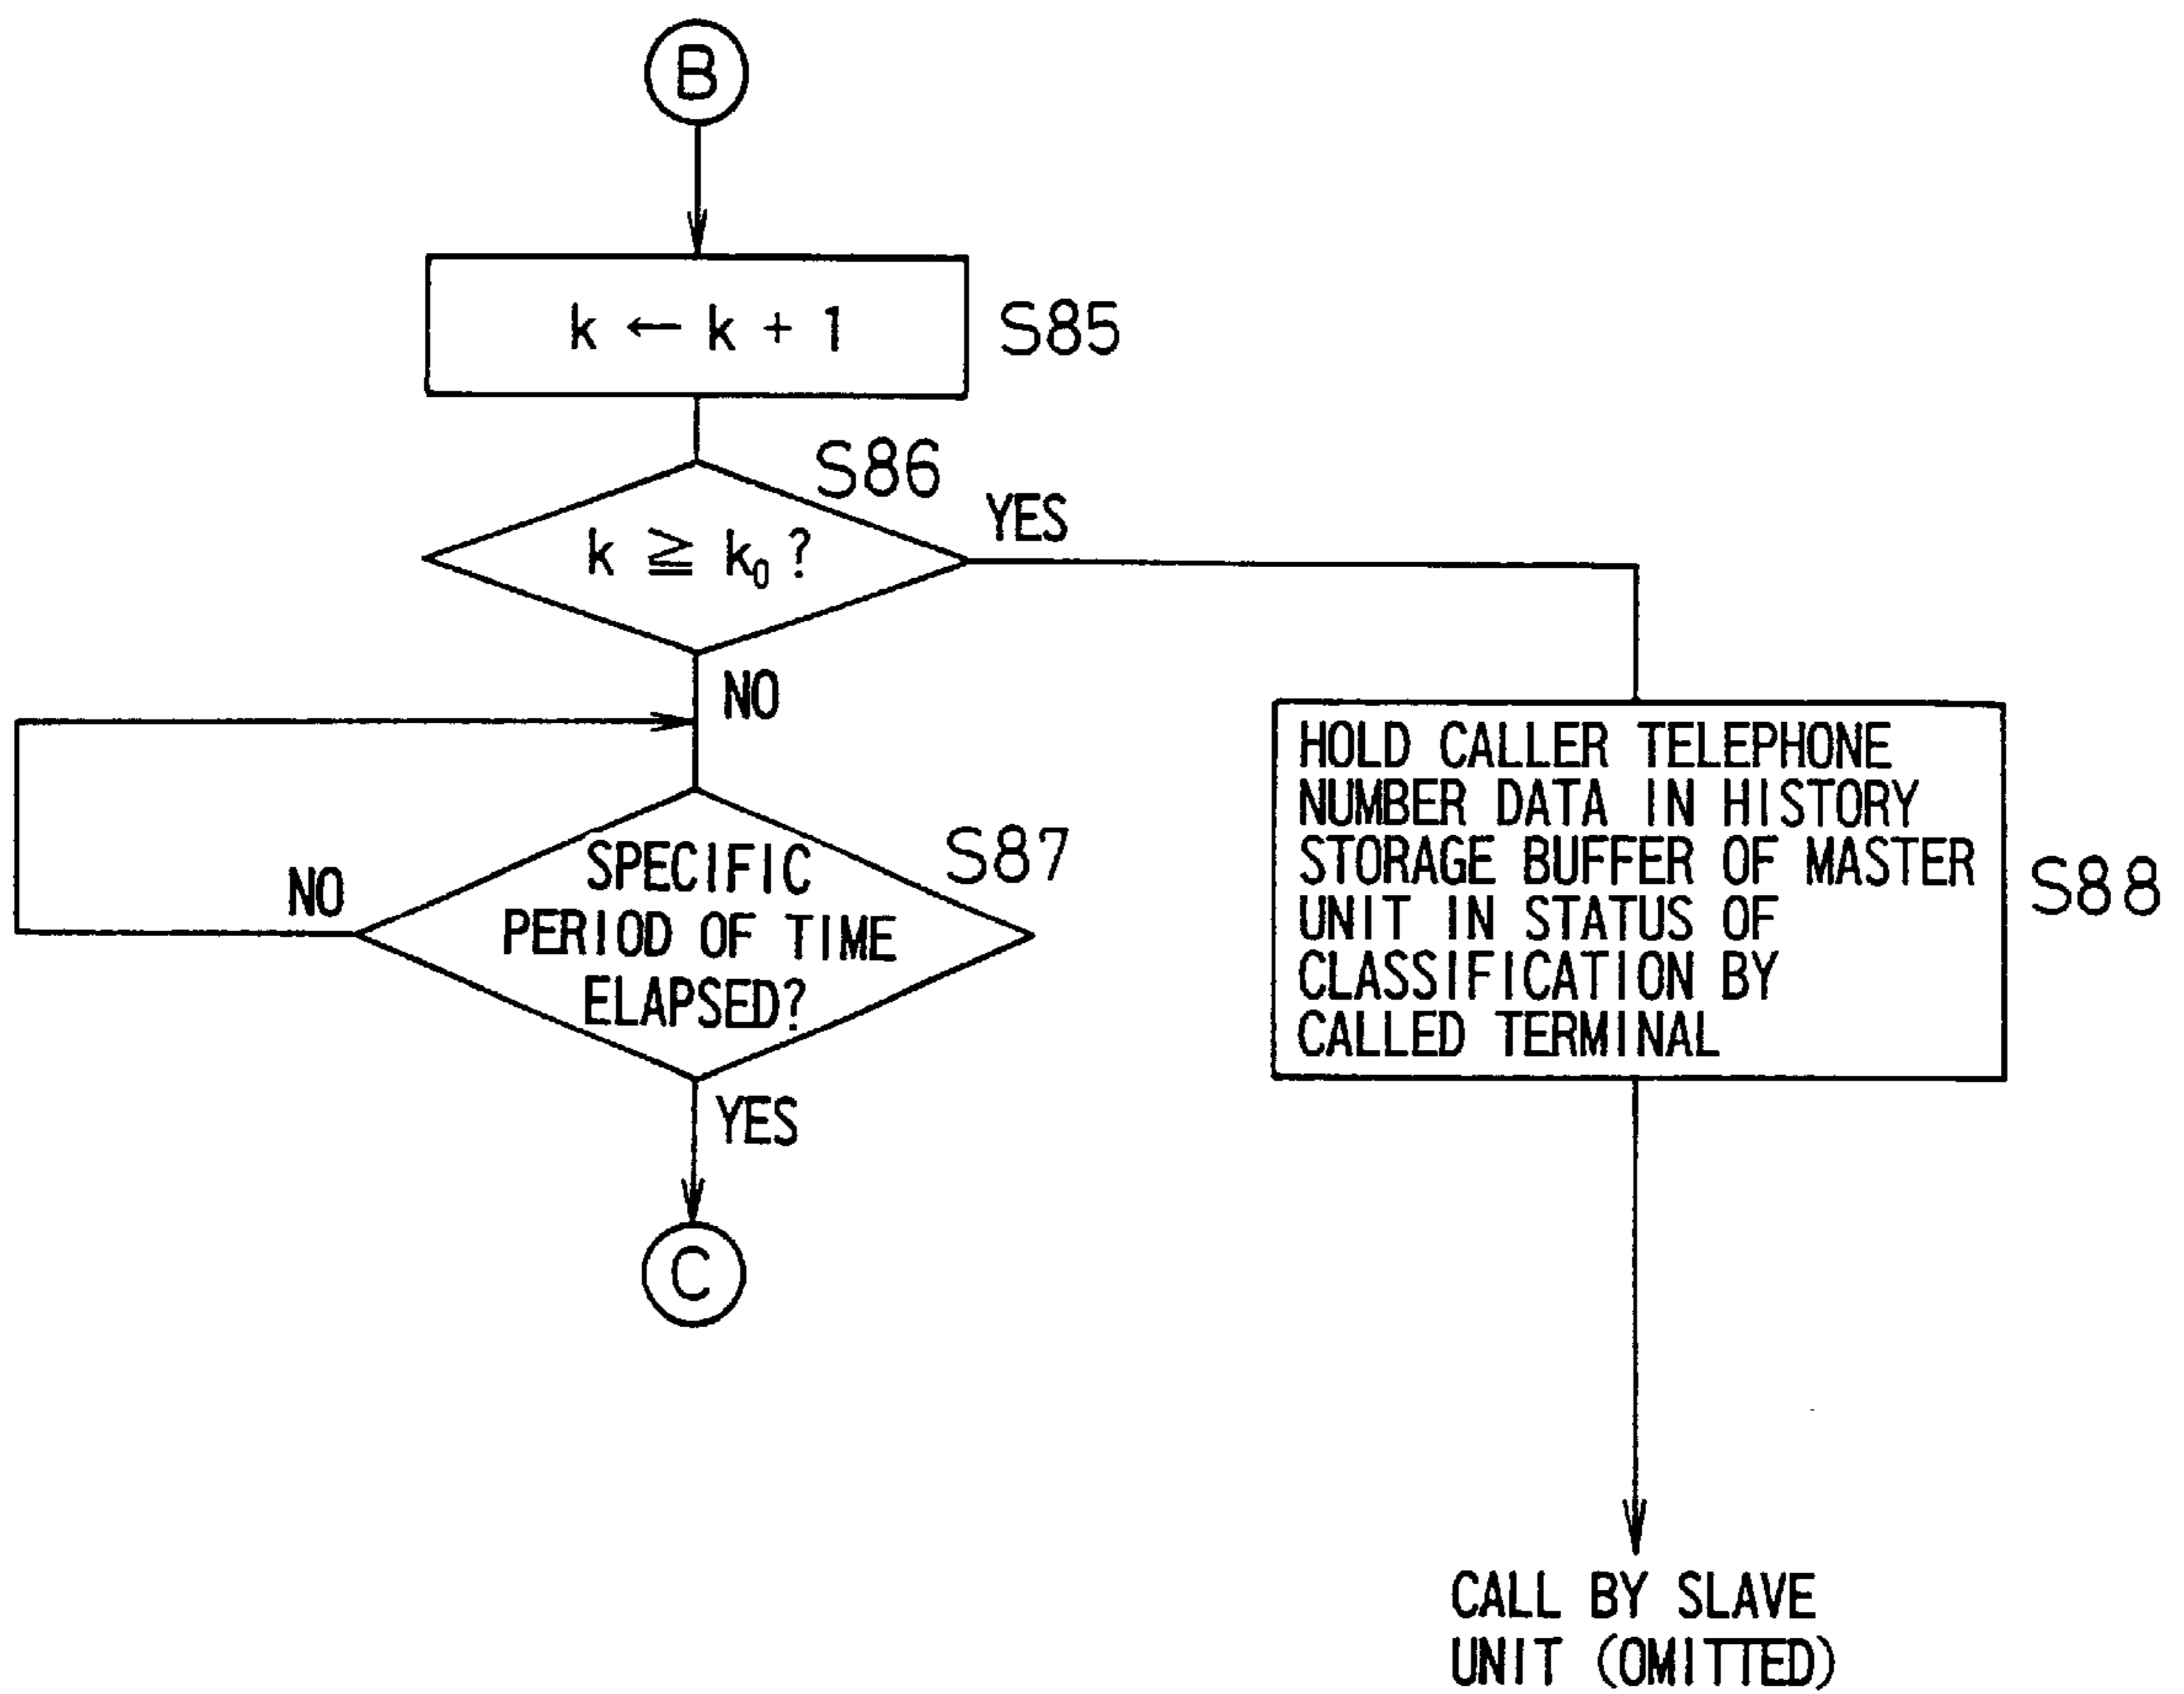 B
k ← k + 1
S85
S86
k ≧ k₀ ?
YES
NO
SPECIFIC
PERIOD OF TIME
ELAPSED?
S87
NO
YES
C
HOLD CALLER TELEPHONE
NUMBER DATA IN HISTORY
STORAGE BUFFER OF MASTER
UNIT IN STATUS OF
CLASSIFICATION BY
CALLED TERMINAL
S88
CALL BY SLAVE
UNIT (OMITTED)